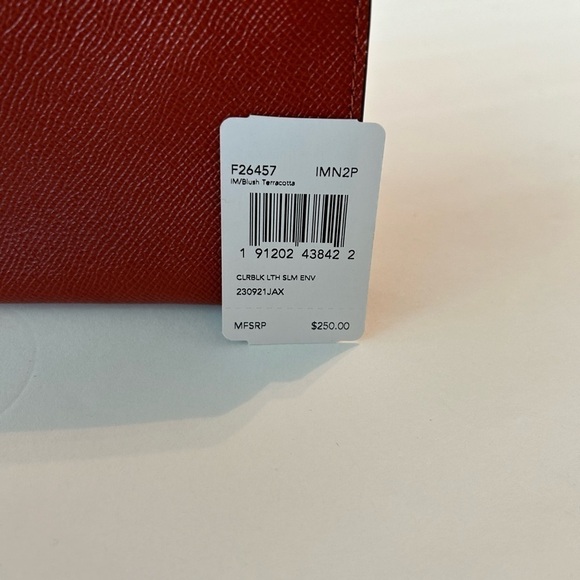 F26457 IMN2P
IM/Blush Terracotta
1 91202 43842 2
CLRBLK LTH SLM ENV
230921JAX
MFSRP $250.00